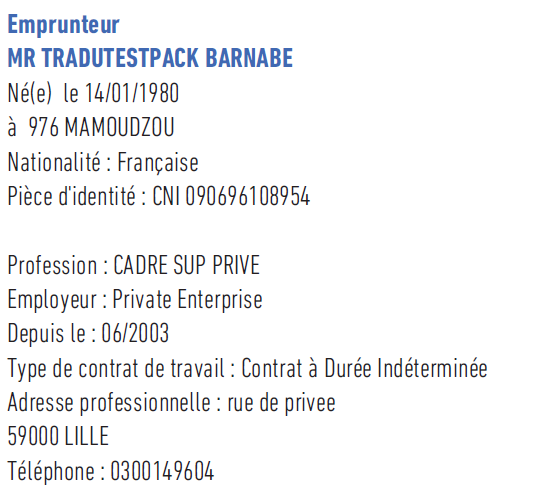 Emprunteur
MR TRADUTESTPACK BARNABE
Né(e)  le 14/01/1980
à  976 MAMOUDZOU
Nationalité : Française
Pièce d'identité : CNI 090696108954
Profession : CADRE SUP PRIVE
Employeur : Private Enterprise
Depuis le : 06/2003
Type de contrat de travail : Contrat à Durée Indéterminée
Adresse professionnelle : rue de privee
59000 LILLE
Téléphone : 0300149604